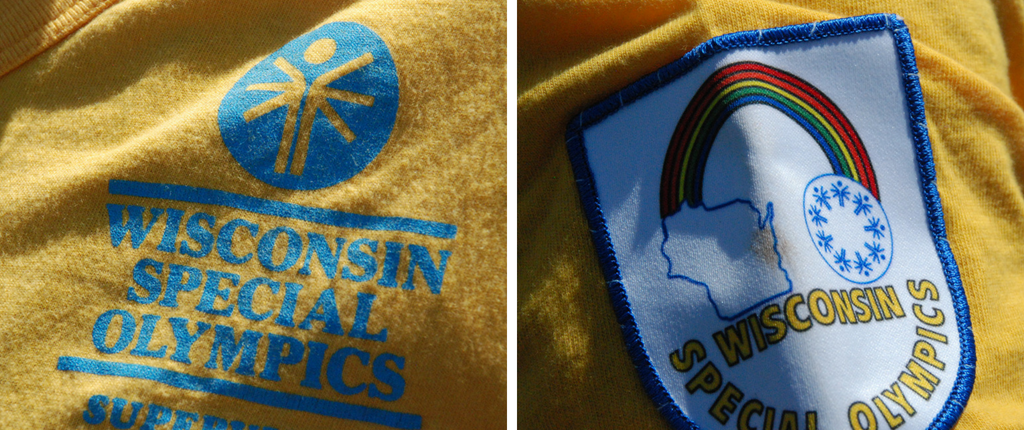 WISCONSIN
SPECIAL
OLYMPICS
WISCONSIN
SPECIAL OLYMPICS